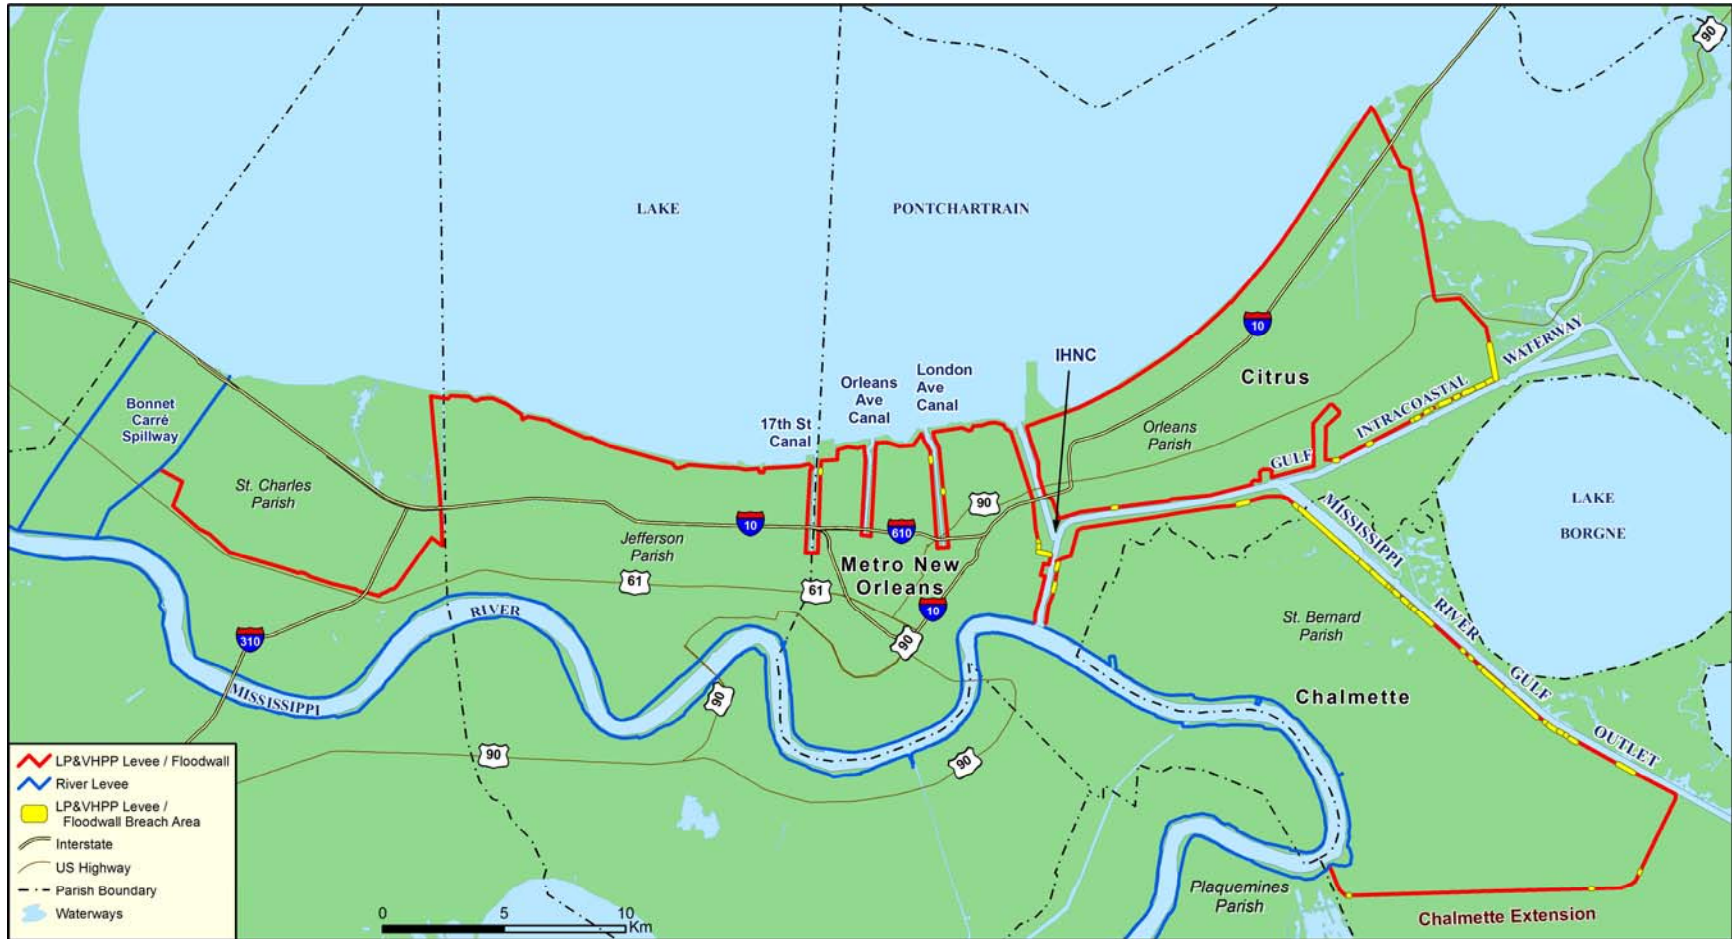 90
LAKE
PONTCHARTRAIN
10
WATERWAY
IHNC
Citrus
London
Ave
Canal
Orleans
Ave
Canal
INTRACOASTAL
Bonnet
Carré
Spillway
17th St
Canal
Orleans
Parish
GULF
St. Charles
Parish
90
LAKE
BORGNE
MISSISSIPPI
10
610
Jefferson
Parish
Metro New
Orleans
61
61
RIVER
10
St. Bernard
Parish
RIVER
310
90
MISSISSIPPI
90
Chalmette
GULF
OUTLET
90
90
LP&VHPP Levee / Floodwall
River Levee
LP&VHPP Levee /
Floodwall Breach Area
Interstate
US Highway
Parish Boundary
Waterways
0 5 10
Km
Plaquemines
Parish
Chalmette Extension